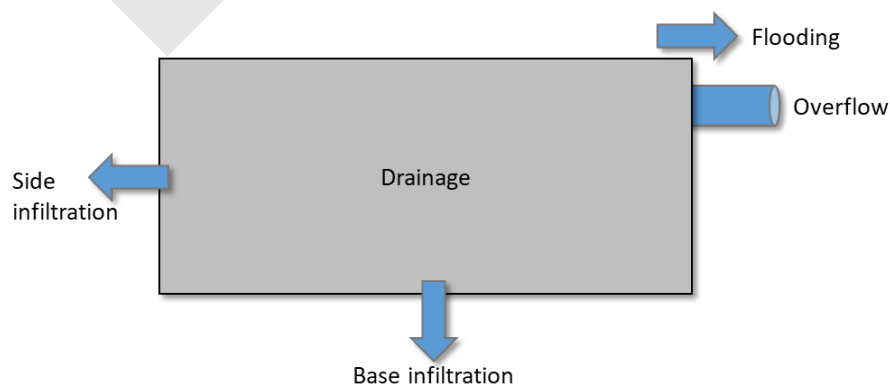 Flooding
Overflow
Drainage
Side
infiltration
Base infiltration